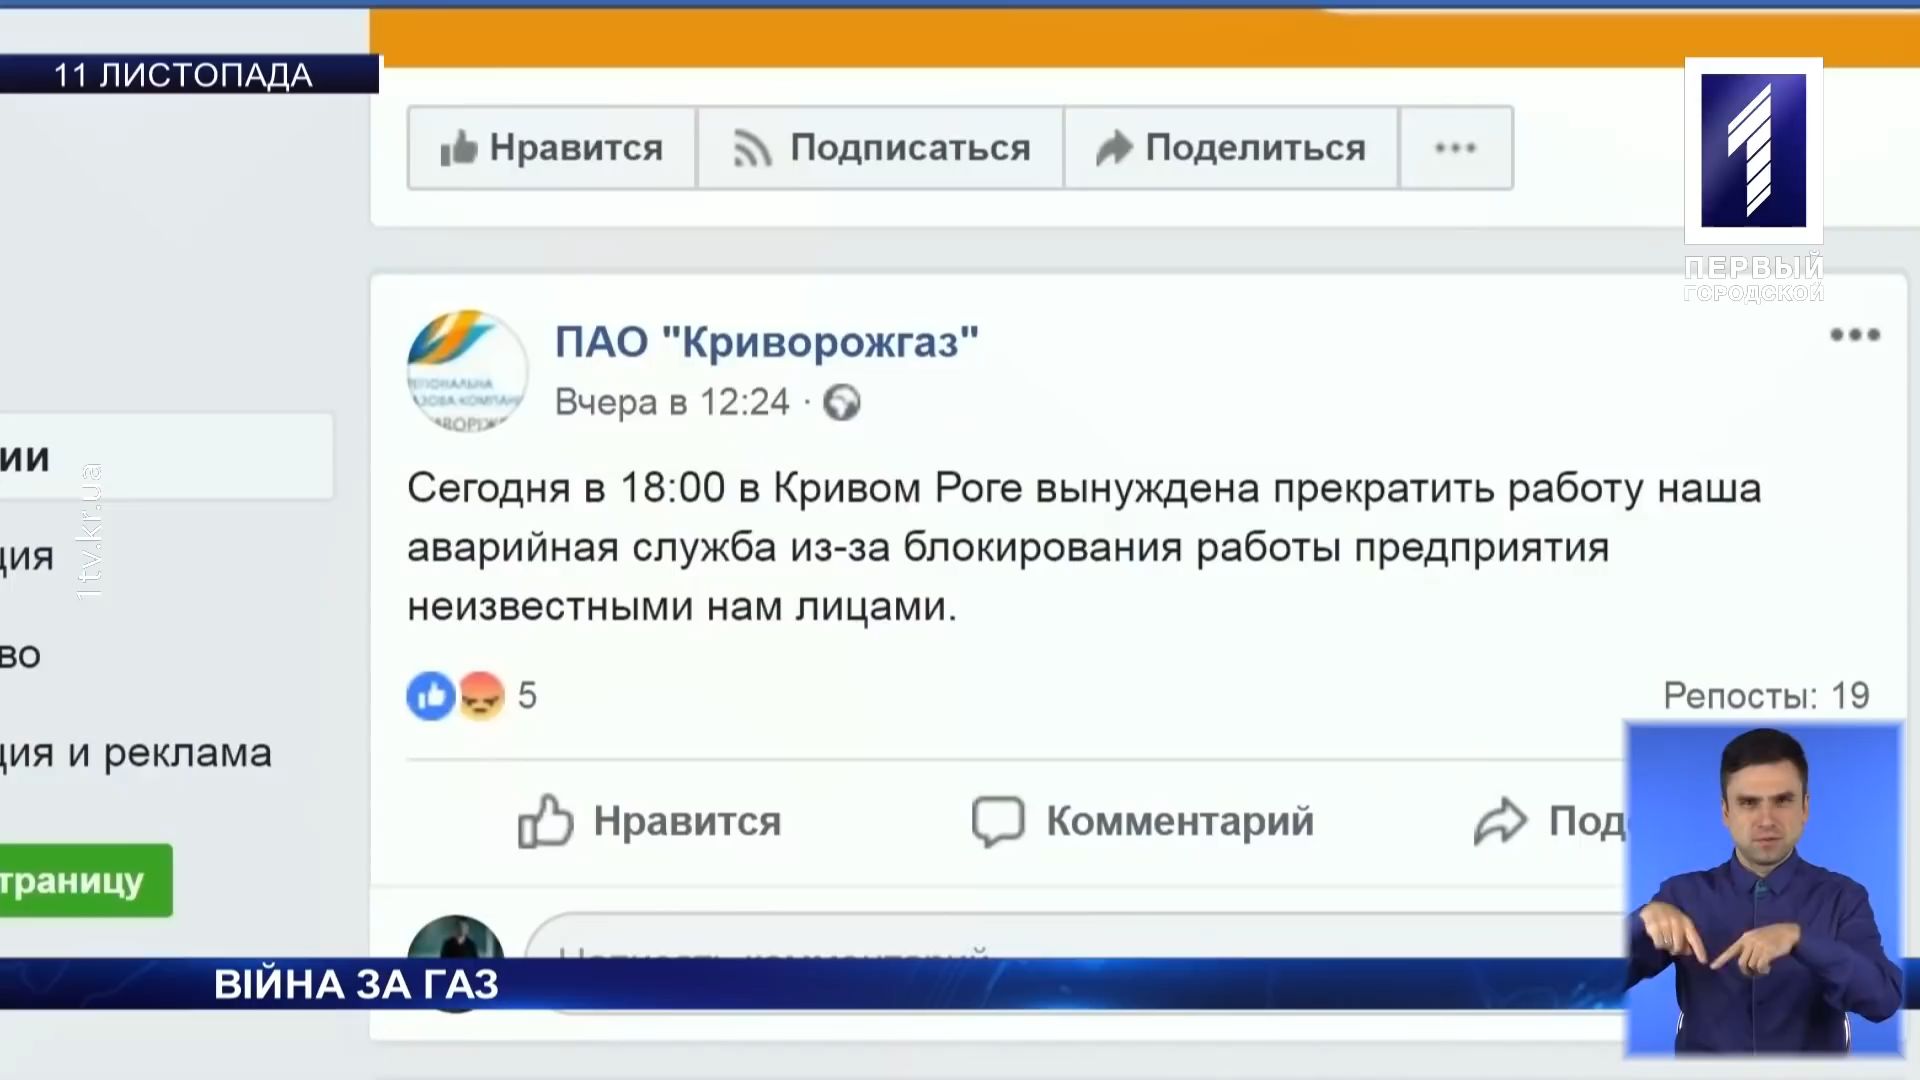 11 ЛИСТОПАДА
Нравится
Подписаться
Поделиться
ПЕРВЫЙ
ГОРОДСКОЙ
ПАО "Криворожгаз"
Вчера в 12:24 ·
Сегодня в 18:00 в Кривом Роге вынуждена прекратить работу наша
аварийная служба из-за блокирования работы предприятия
неизвестными нам лицами.
5
Репосты: 19
Нравится
Комментарий
Под
ии
ция
во
ция и реклама
траницу
1tv.kr.ua
ВІЙНА ЗА ГАЗ